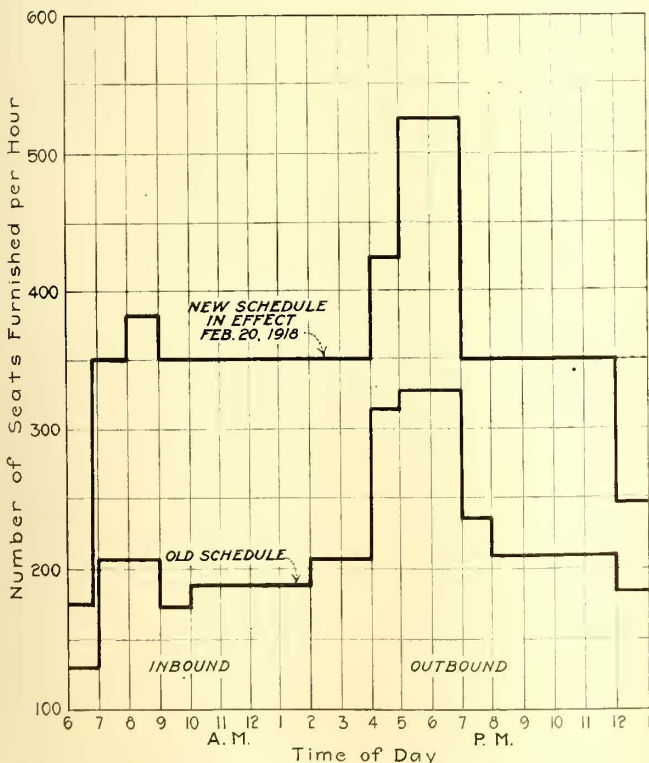 600
500
400
300
200
100
Number of Seats Furnished per Hour
NEW SCHEDULE
IN EFFECT
FEB. 20, 1918
OLD SCHEDULE
INBOUND
OUTBOUND
6 7 8 9 10 11 12 1 2 3 4 5 6 7 8 9 10 11 12 1
A. M.
P. M.
Time of Day